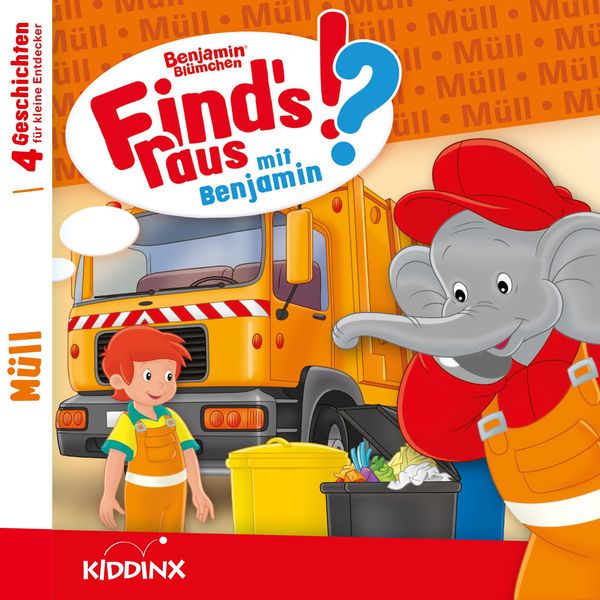 4 Geschichten
für kleine Entdecker
Müll
Müll • Müll • Müll
Müll • Müll
Müll • Müll
• Müll • Müll
Benjamin®
Blümchen
Find's
raus!?
mit
Benjamin
KIDDINX